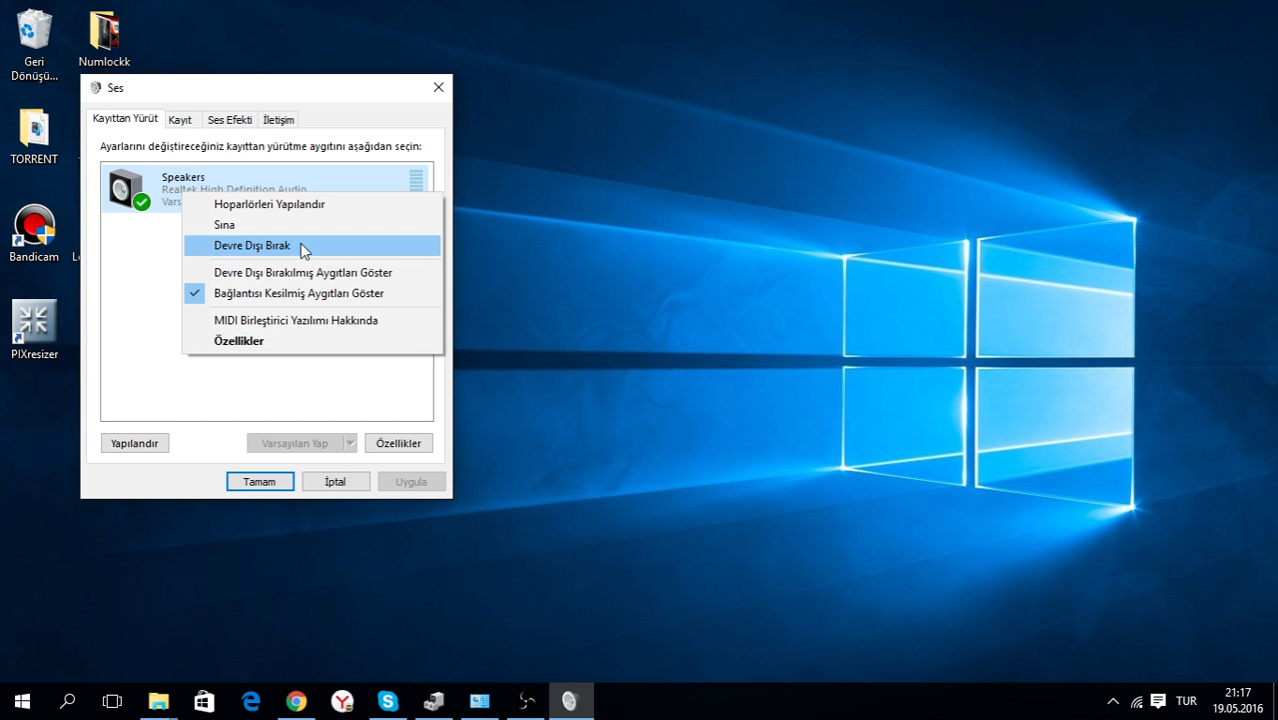 Geri
Dönüşü...
Numlockk
TORRENT
Bandicam
PIXresizer
Ses
Kayıttan Yürüt
Kayıt
Ses Efekti
İletişim
Ayarlarını değiştireceğiniz kayıttan yürütme aygıtını aşağıdan seçin:
Speakers
Realtek High Definition Audio
Vars
Hoparlörleri Yapılandır
Sına
Devre Dışı Bırak
Devre Dışı Bırakılmış Aygıtları Göster
Bağlantısı Kesilmiş Aygıtları Göster
MIDI Birleştirici Yazılımı Hakkında
Özellikler
Yapılandır
Varsayılan Yap
Özellikler
Tamam
İptal
Uygula
TUR
21:17
19.05.2016